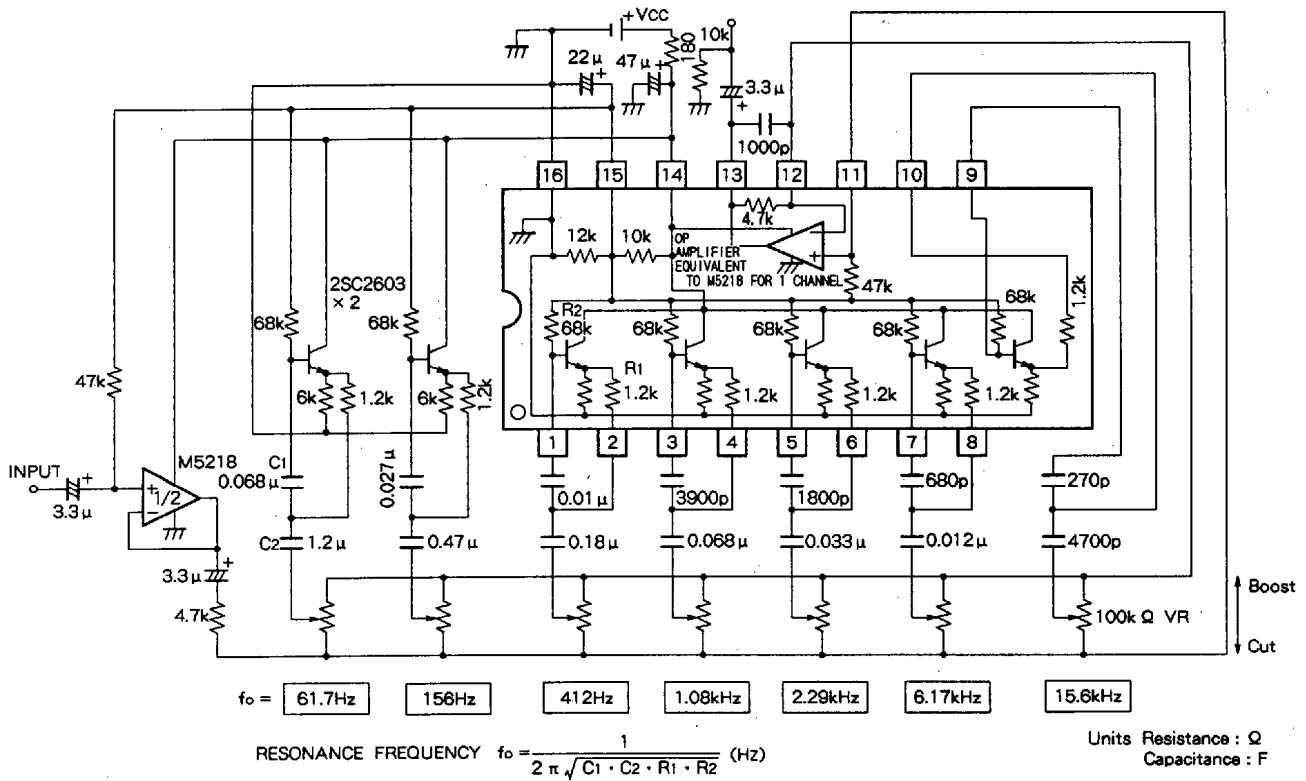 +VCC
10k
180
22μ +
47μ +
3.3μ
+
1000p
16
15
14
13
12
11
10
9
4.7k
12k
10k
OP
AMPLIFIER
EQUIVALENT
TO M5218 FOR 1 CHANNEL
−
+
47k
1.2k
2SC2603
×2
68k
68k
R2
68k
68k
68k
68k
68k
47k
6k
1.2k
6k
1.2k
R1
1.2k
1.2k
1.2k
1.2k
1
2
3
4
5
6
7
8
INPUT
+
3.3μ
M5218
+
1/2
−
C1
0.068μ
0.027μ
0.01μ
3900p
1800p
680p
270p
C2
1.2μ
0.47μ
0.18μ
0.068μ
0.033μ
0.012μ
4700p
3.3μ +
4.7k
100kΩ VR
Boost
Cut
fo = 61.7Hz 156Hz 412Hz 1.08kHz 2.29kHz 6.17kHz 15.6kHz
RESONANCE FREQUENCY fo = 1 / 2π√C1・C2・R1・R2 (Hz)
Units Resistance : Ω
Capacitance : F